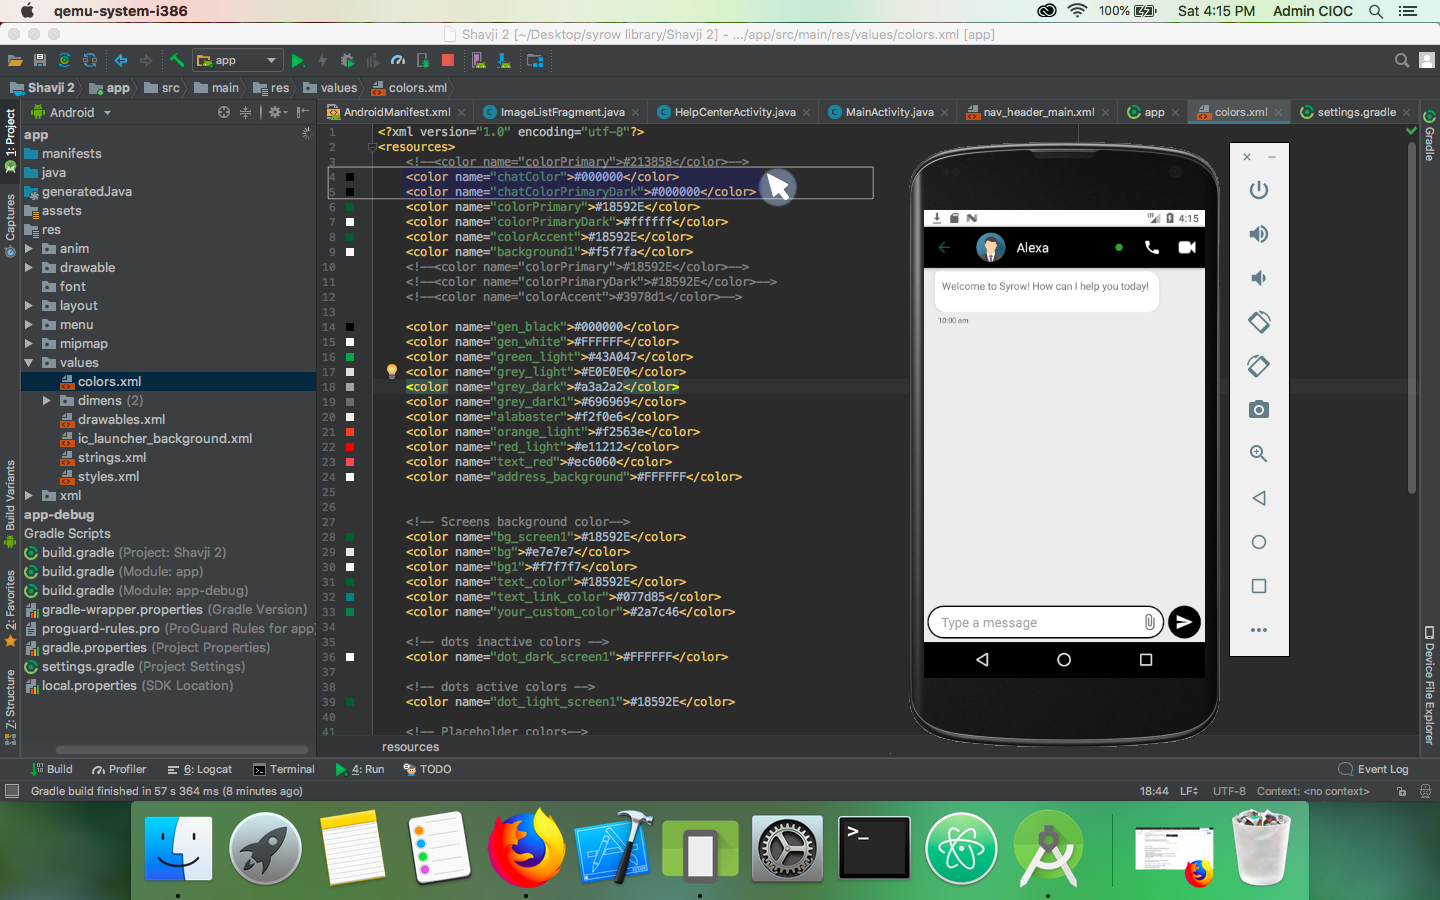 qemu-system-i386
100%
Sat 4:15 PM
Admin CIOC
Shavji 2 [~/Desktop/syrow library/Shavji 2] - .../app/src/main/res/values/colors.xml [app]
app
Shavji 2
app
src
main
res
values
colors.xml
Android
AndroidManifest.xml
ImageListFragment.java
HelpCenterActivity.java
MainActivity.java
nav_header_main.xml
app
colors.xml
settings.gradle
1: Project
Captures
Build Variants
2: Favorites
7: Structure
app
manifests
java
generatedJava
assets
res
anim
drawable
font
layout
menu
mipmap
values
colors.xml
dimens (2)
drawables.xml
ic_launcher_background.xml
strings.xml
styles.xml
xml
app-debug
Gradle Scripts
build.gradle (Project: Shavji 2)
build.gradle (Module: app)
build.gradle (Module: app-debug)
gradle-wrapper.properties (Gradle Version)
proguard-rules.pro (ProGuard Rules for app)
gradle.properties (Project Properties)
settings.gradle (Project Settings)
local.properties (SDK Location)
1 <?xml version="1.0" encoding="utf-8"?>
2 <resources>
3 <!--<color name="colorPrimary">#213858</color>-->
4 <color name="chatColor">#000000</color>
5 <color name="chatColorPrimaryDark">#000000</color>
6 <color name="colorPrimary">#18592E</color>
7 <color name="colorPrimaryDark">#ffffff</color>
8 <color name="colorAccent">#18592E</color>
9 <color name="background1">#f5f7fa</color>
10 <!--<color name="colorPrimary">#18592E</color>-->
11 <!--<color name="colorPrimaryDark">#18592E</color>-->
12 <!--<color name="colorAccent">#3978d1</color>-->
13
14 <color name="gen_black">#000000</color>
15 <color name="gen_white">#FFFFFF</color>
16 <color name="green_light">#43A047</color>
17 <color name="grey_light">#E0E0E0</color>
18 <color name="grey_dark">#a3a2a2</color>
19 <color name="grey_dark1">#696969</color>
20 <color name="alabaster">#f2f0e6</color>
21 <color name="orange_light">#f2563e</color>
22 <color name="red_light">#e11212</color>
23 <color name="text_red">#ec6060</color>
24 <color name="address_background">#FFFFFF</color>
25
26
27 <!-- Screens background color-->
28 <color name="bg_screen1">#18592E</color>
29 <color name="bg">#e7e7e7</color>
30 <color name="bg1">#f7f7f7</color>
31 <color name="text_color">#18592E</color>
32 <color name="text_link_color">#077d85</color>
33 <color name="your_custom_color">#2a7c46</color>
34
35 <!-- dots inactive colors -->
36 <color name="dot_dark_screen1">#FFFFFF</color>
37
38 <!-- dots active colors -->
39 <color name="dot_light_screen1">#18592E</color>
40
41 <!-- Placeholder colors-->
resources
4:15
Alexa
Welcome to Syrow! How can I help you today!
10:00 am
Type a message
Gradle
Device File Explorer
Build
Profiler
6: Logcat
Terminal
4: Run
TODO
Event Log
Gradle build finished in 57 s 364 ms (8 minutes ago)
18:44
LF
UTF-8
Context: <no context>